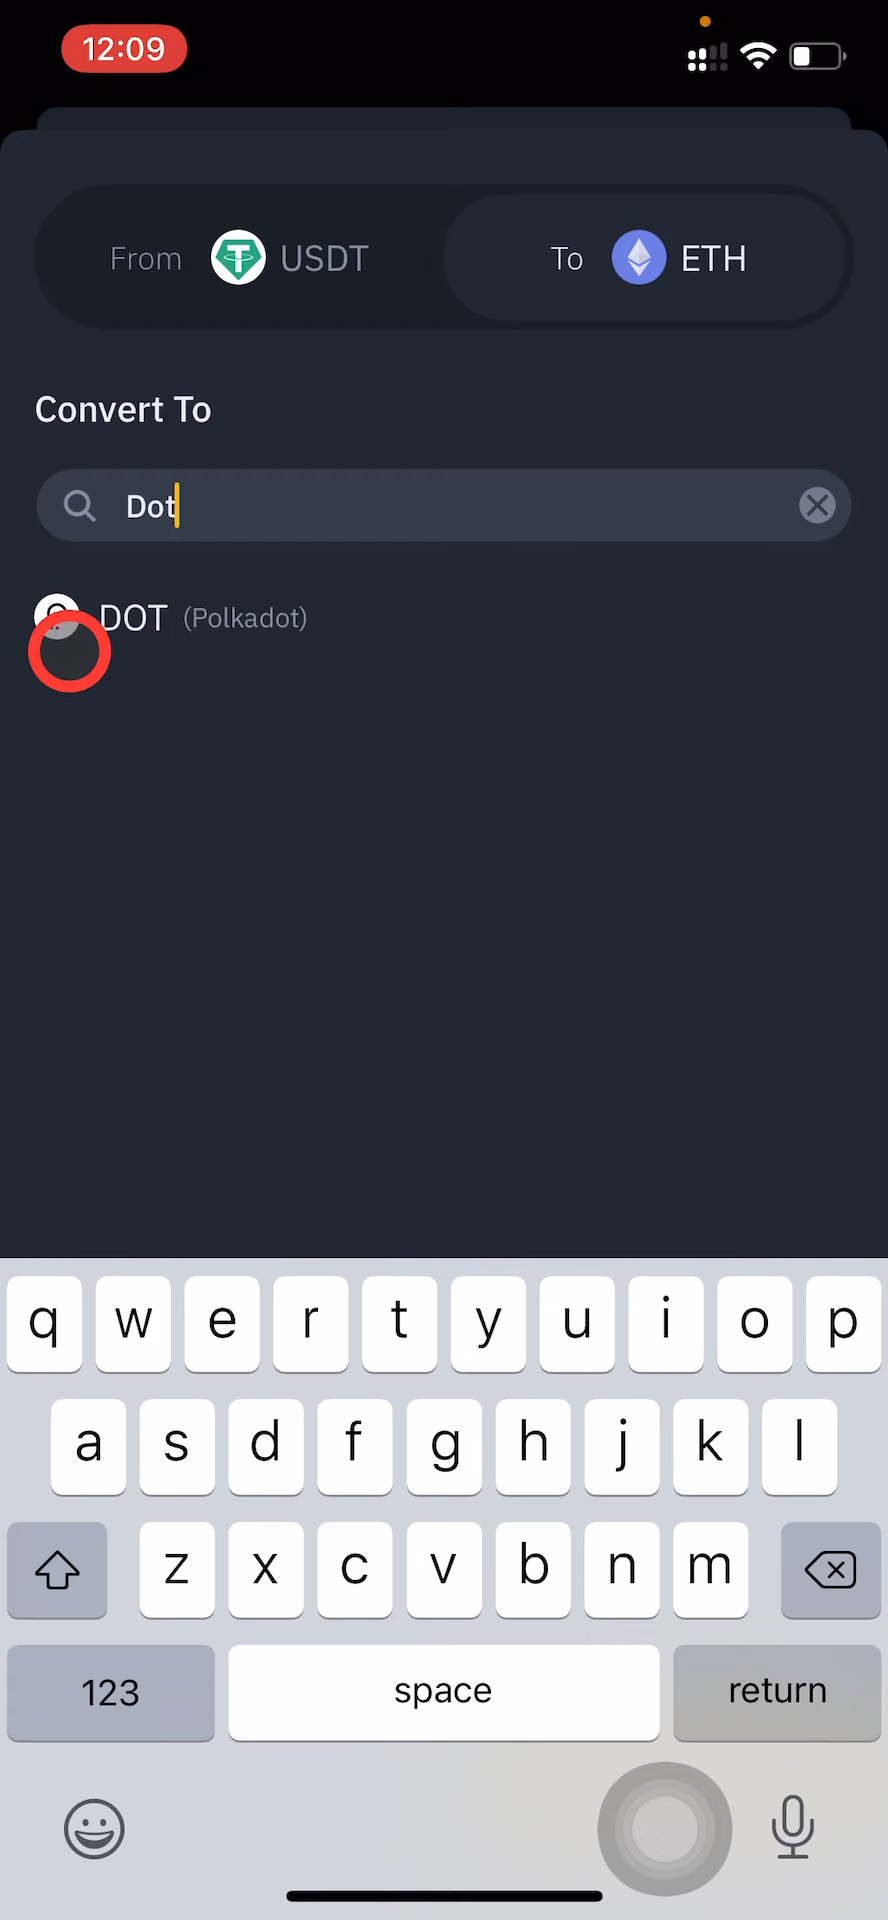 12:09
From USDT To ETH
Convert To
Dot
DOT (Polkadot)
q w e r t y u i o p
a s d f g h j k l
z x c v b n m
123 space return